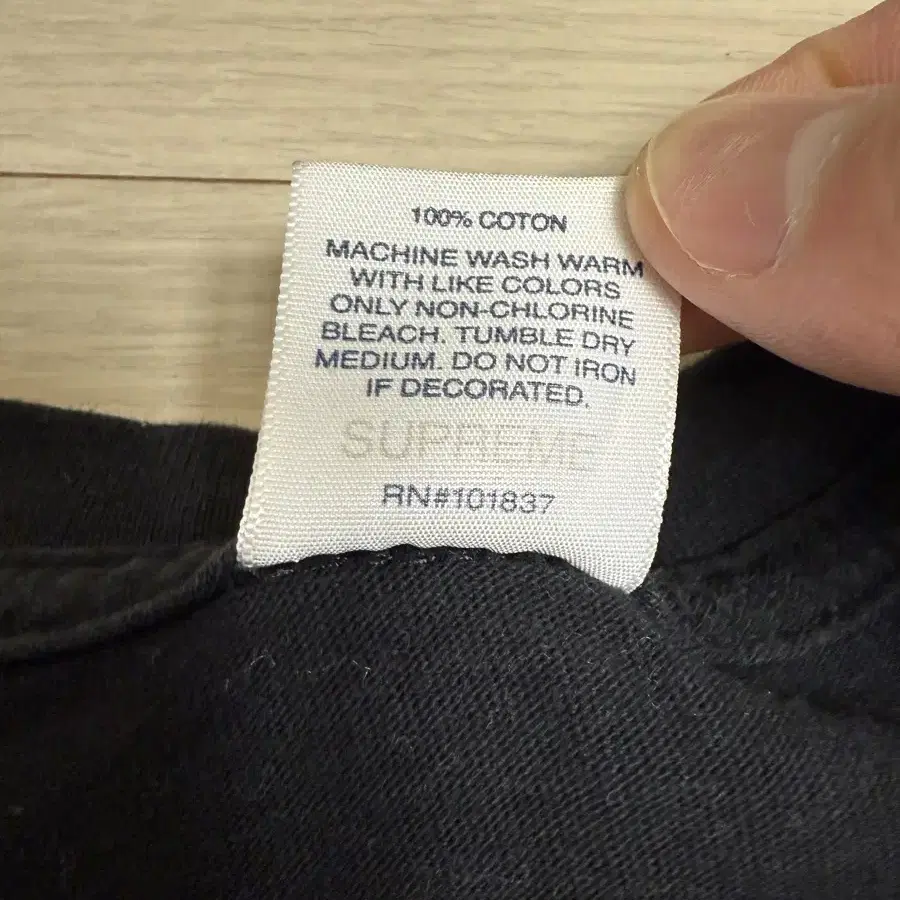 100% COTON
MACHINE WASH WARM
WITH LIKE COLORS
ONLY NON-CHLORINE
BLEACH. TUMBLE DRY
MEDIUM. DO NOT IRON
IF DECORATED.
SUPREME
RN#101837